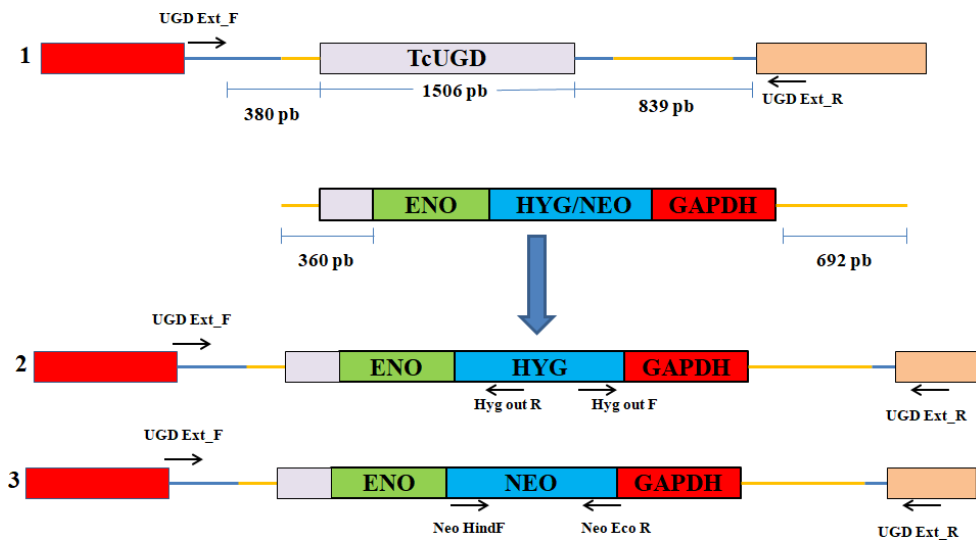 UGD Ext_F
1
TcUGD
380 pb
1506 pb
839 pb
UGD Ext_R
ENO
HYG/NEO
GAPDH
360 pb
692 pb
UGD Ext_F
2
ENO
HYG
GAPDH
Hyg out R
Hyg out F
UGD Ext_R
UGD Ext_F
3
ENO
NEO
GAPDH
Neo HindF
Neo Eco R
UGD Ext_R